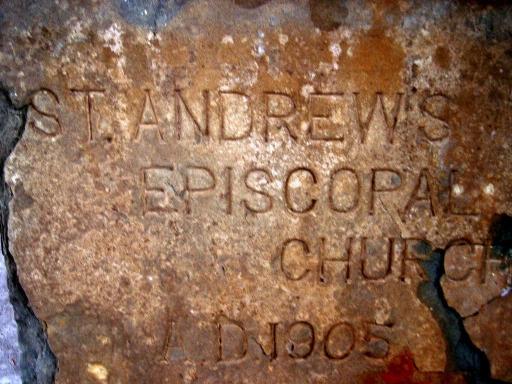 ST. ANDREW'S
EPISCOPAL
CHURCH
A.D.1905